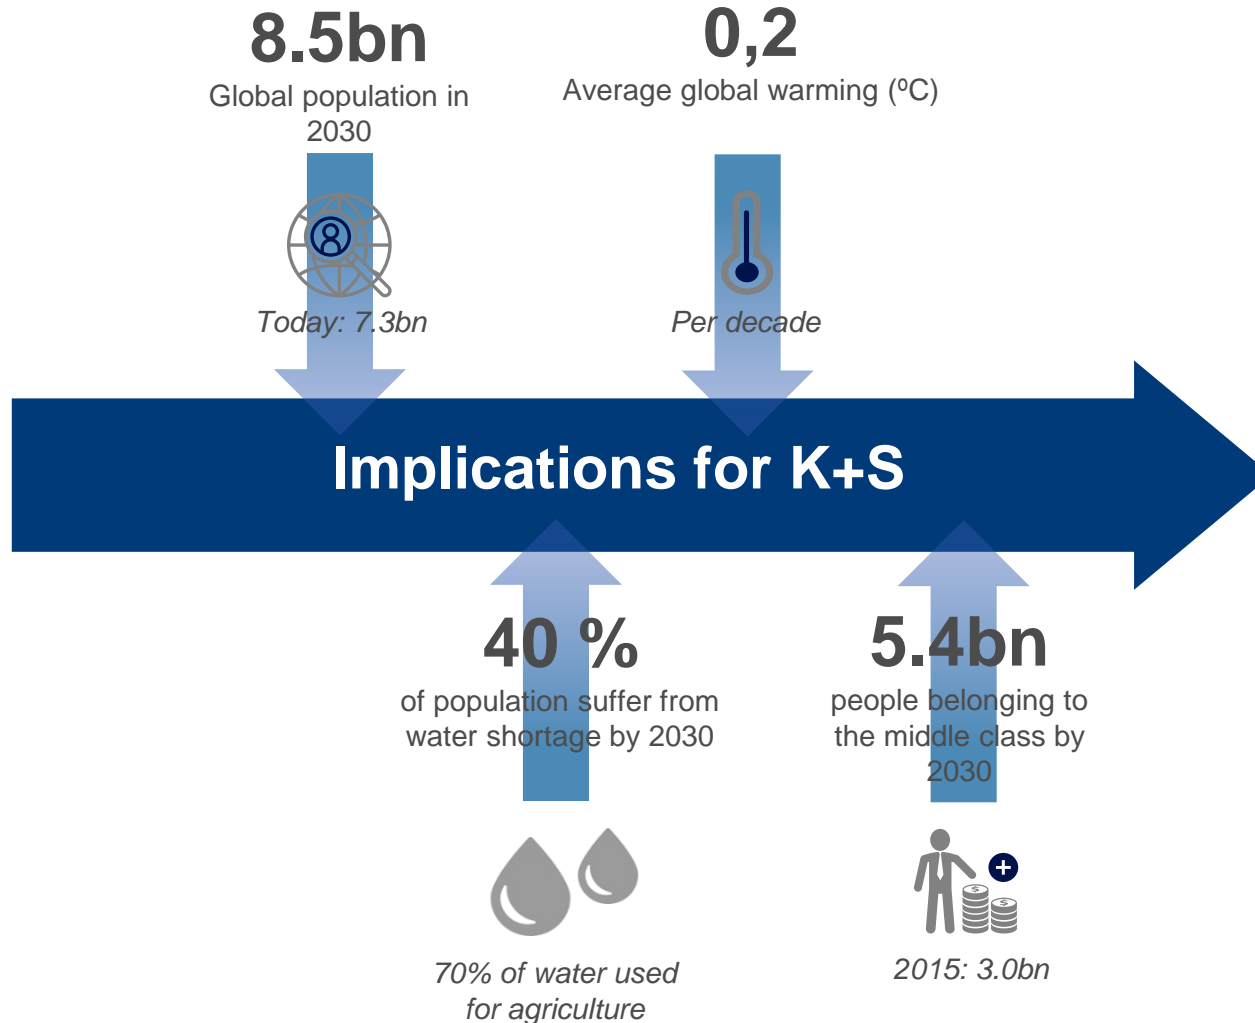 8.5bn
Global population in
2030
Today: 7.3bn
0,2
Average global warming (ºC)
Per decade
Implications for K+S
40 %
of population suffer from
water shortage by 2030
70% of water used
for agriculture
5.4bn
people belonging to
the middle class by
2030
$
$
2015: 3.0bn